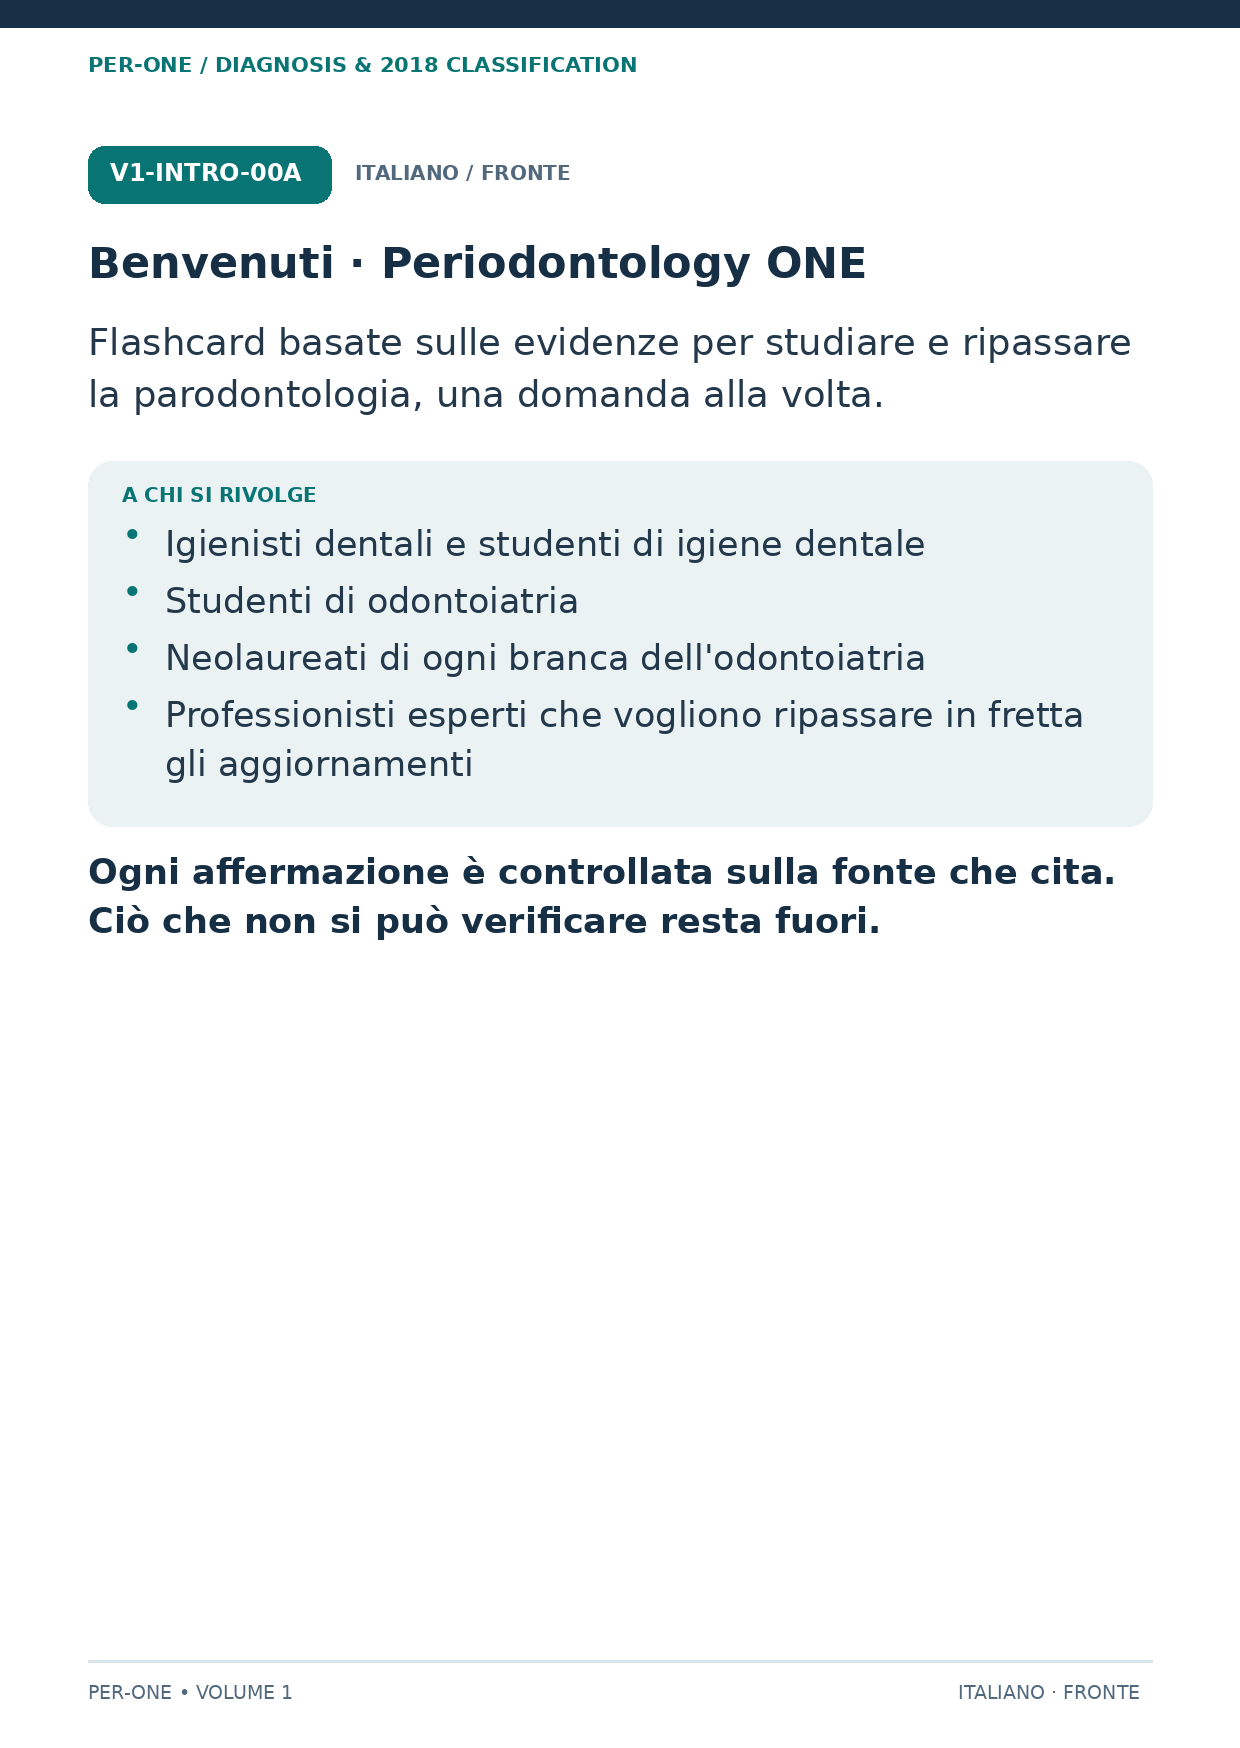 PER-ONE / DIAGNOSIS & 2018 CLASSIFICATION
V1-INTRO-00A
ITALIANO / FRONTE
Benvenuti · Periodontology ONE
Flashcard basate sulle evidenze per studiare e ripassare
la parodontologia, una domanda alla volta.
A CHI SI RIVOLGE
• Igienisti dentali e studenti di igiene dentale
• Studenti di odontoiatria
• Neolaureati di ogni branca dell'odontoiatria
• Professionisti esperti che vogliono ripassare in fretta
gli aggiornamenti
Ogni affermazione è controllata sulla fonte che cita.
Ciò che non si può verificare resta fuori.
PER-ONE • VOLUME 1
ITALIANO · FRONTE